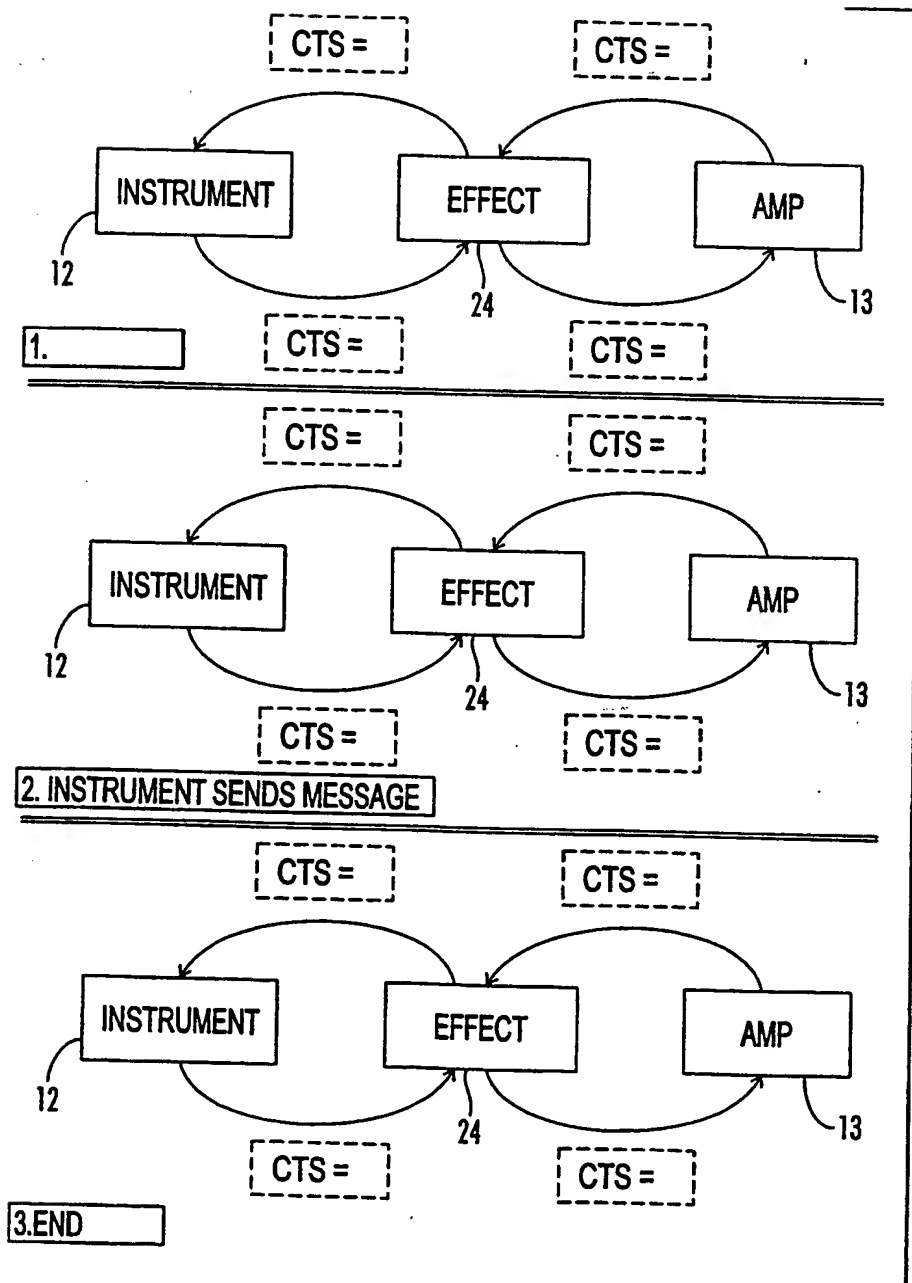 CTS = CTS =
INSTRUMENT EFFECT AMP
12 24 13
CTS = CTS =
1.
CTS = CTS =
INSTRUMENT EFFECT AMP
12 24 13
CTS = CTS =
2. INSTRUMENT SENDS MESSAGE
CTS = CTS =
INSTRUMENT EFFECT AMP
12 24 13
CTS = CTS =
3.END